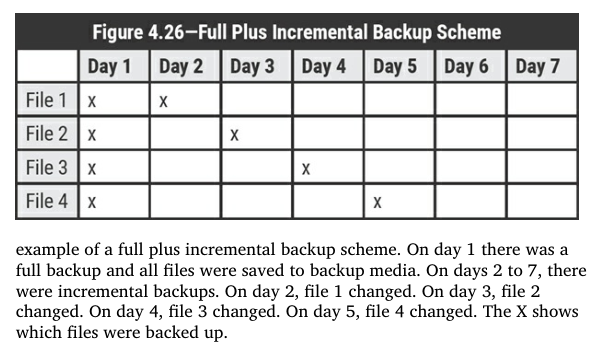 Figure 4.26—Full Plus Incremental Backup Scheme
Day 1 Day 2 Day 3 Day 4 Day 5 Day 6 Day 7
File 1 x x
File 2 x x
File 3 x x
File 4 x x
example of a full plus incremental backup scheme. On day 1 there was a
full backup and all files were saved to backup media. On days 2 to 7, there
were incremental backups. On day 2, file 1 changed. On day 3, file 2
changed. On day 4, file 3 changed. On day 5, file 4 changed. The X shows
which files were backed up.